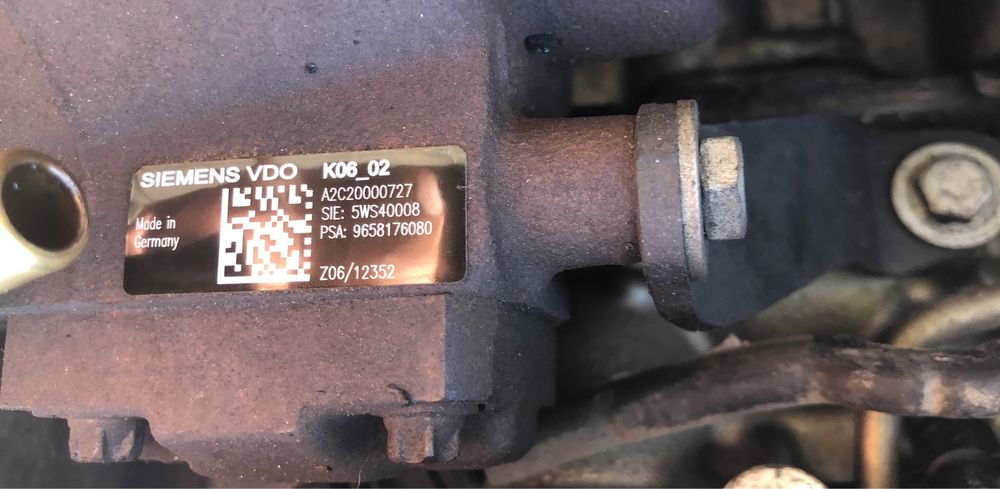 SIEMENS VDO K06_02
A2C20000727
SIE: 5WS40008
PSA: 9658176080
Made in
Germany
Z06/12352